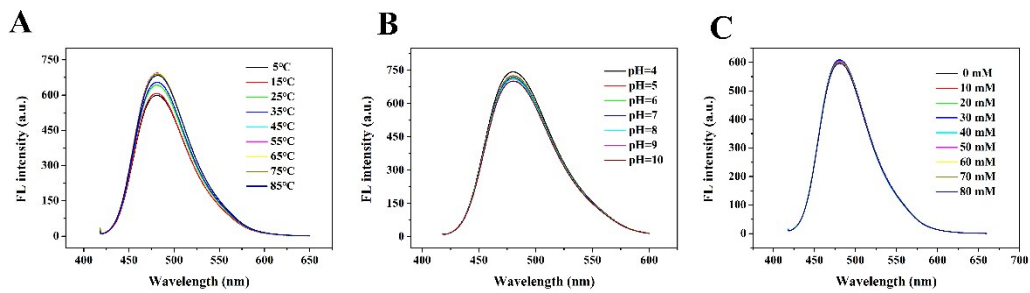 A
B
C
750
600
450
300
150
0
FL intensity (a.u.)
400 450 500 550 600 650
Wavelength (nm)
5°C
15°C
25°C
35°C
45°C
55°C
65°C
75°C
85°C
750
600
450
300
150
0
FL intensity (a.u.)
400 450 500 550 600
Wavelength (nm)
pH=4
pH=5
pH=6
pH=7
pH=8
pH=9
pH=10
600
500
400
300
200
100
0
FL intensity (a.u.)
400 450 500 550 600 650 700
Wavelength (nm)
0 mM
10 mM
20 mM
30 mM
40 mM
50 mM
60 mM
70 mM
80 mM